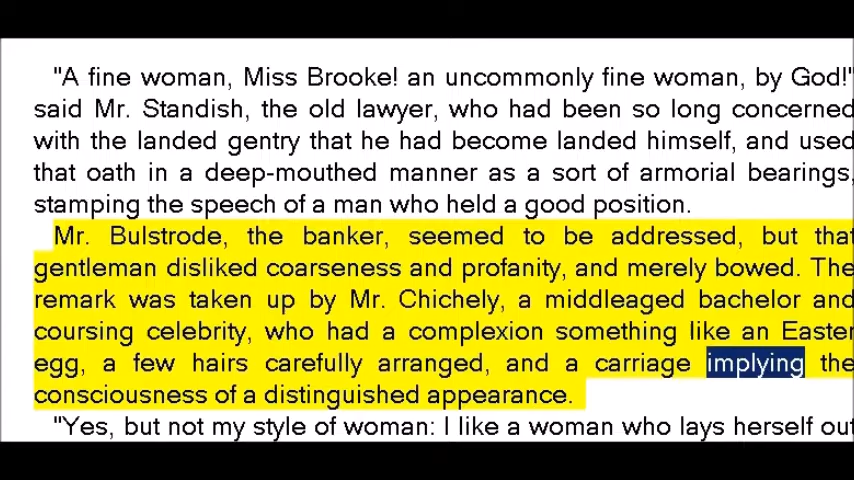 "A fine woman, Miss Brooke! an uncommonly fine woman, by God!"
said Mr. Standish, the old lawyer, who had been so long concerned
with the landed gentry that he had become landed himself, and used
that oath in a deep-mouthed manner as a sort of armorial bearings,
stamping the speech of a man who held a good position.
Mr. Bulstrode, the banker, seemed to be addressed, but that
gentleman disliked coarseness and profanity, and merely bowed. The
remark was taken up by Mr. Chichely, a middleaged bachelor and
coursing celebrity, who had a complexion something like an Easter
egg, a few hairs carefully arranged, and a carriage implying the
consciousness of a distinguished appearance.
"Yes, but not my style of woman: I like a woman who lays herself out